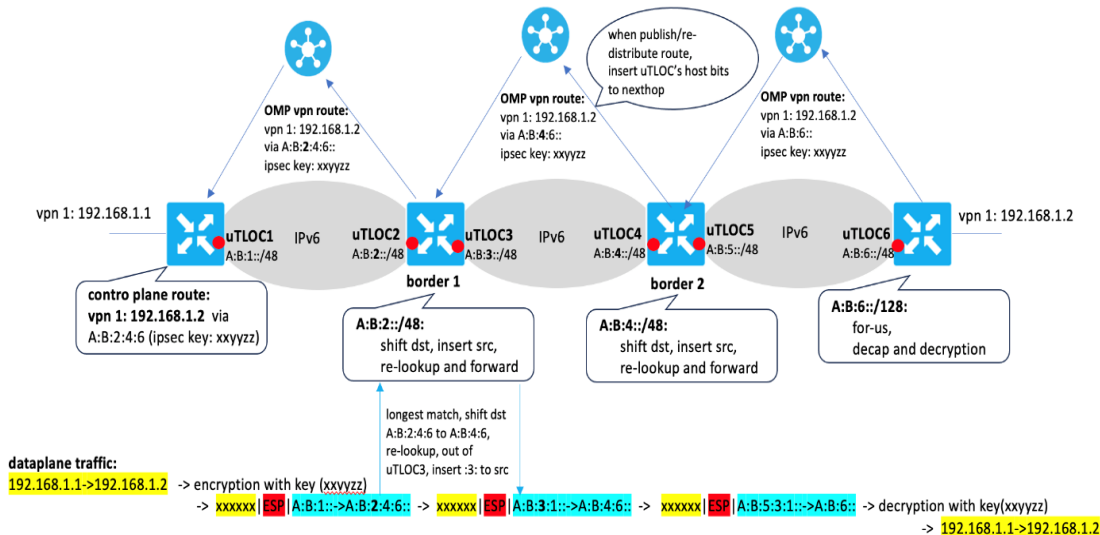 when publish/re-
distribute route,
insert uTLOC's host bits
to nexthop
OMP vpn route:
vpn 1: 192.168.1.2
via A:B:2:4:6::
ipsec key: xxyyzz
OMP vpn route:
vpn 1: 192.168.1.2
via A:B:4:6::
ipsec key: xxyyzz
OMP vpn route:
vpn 1: 192.168.1.2
via A:B:6::
ipsec key: xxyyzz
vpn 1: 192.168.1.1
uTLOC1
A:B:1::/48
IPv6
uTLOC2
A:B:2::/48
uTLOC3
A:B:3::/48
IPv6
uTLOC4
A:B:4::/48
uTLOC5
A:B:5::/48
IPv6
uTLOC6
A:B:6::/48
vpn 1: 192.168.1.2
border 1
border 2
contro plane route:
vpn 1: 192.168.1.2 via
A:B:2:4:6 (ipsec key: xxyyzz)
A:B:2::/48:
shift dst, insert src,
re-lookup and forward
A:B:4::/48:
shift dst, insert src,
re-lookup and forward
A:B:6::/128:
for-us,
decap and decryption
longest match, shift dst
A:B:2:4:6 to A:B:4:6,
re-lookup, out of
uTLOC3, insert :3: to src
dataplane traffic:
192.168.1.1->192.168.1.2 -> encryption with key (xxyyzz)
-> xxxxxx|ESP|A:B:1::->A:B:2:4:6:: -> xxxxxx|ESP|A:B:3:1::->A:B:4:6:: -> xxxxxx|ESP|A:B:5:3:1::->A:B:6:: -> decryption with key(xxyyzz)
-> 192.168.1.1->192.168.1.2